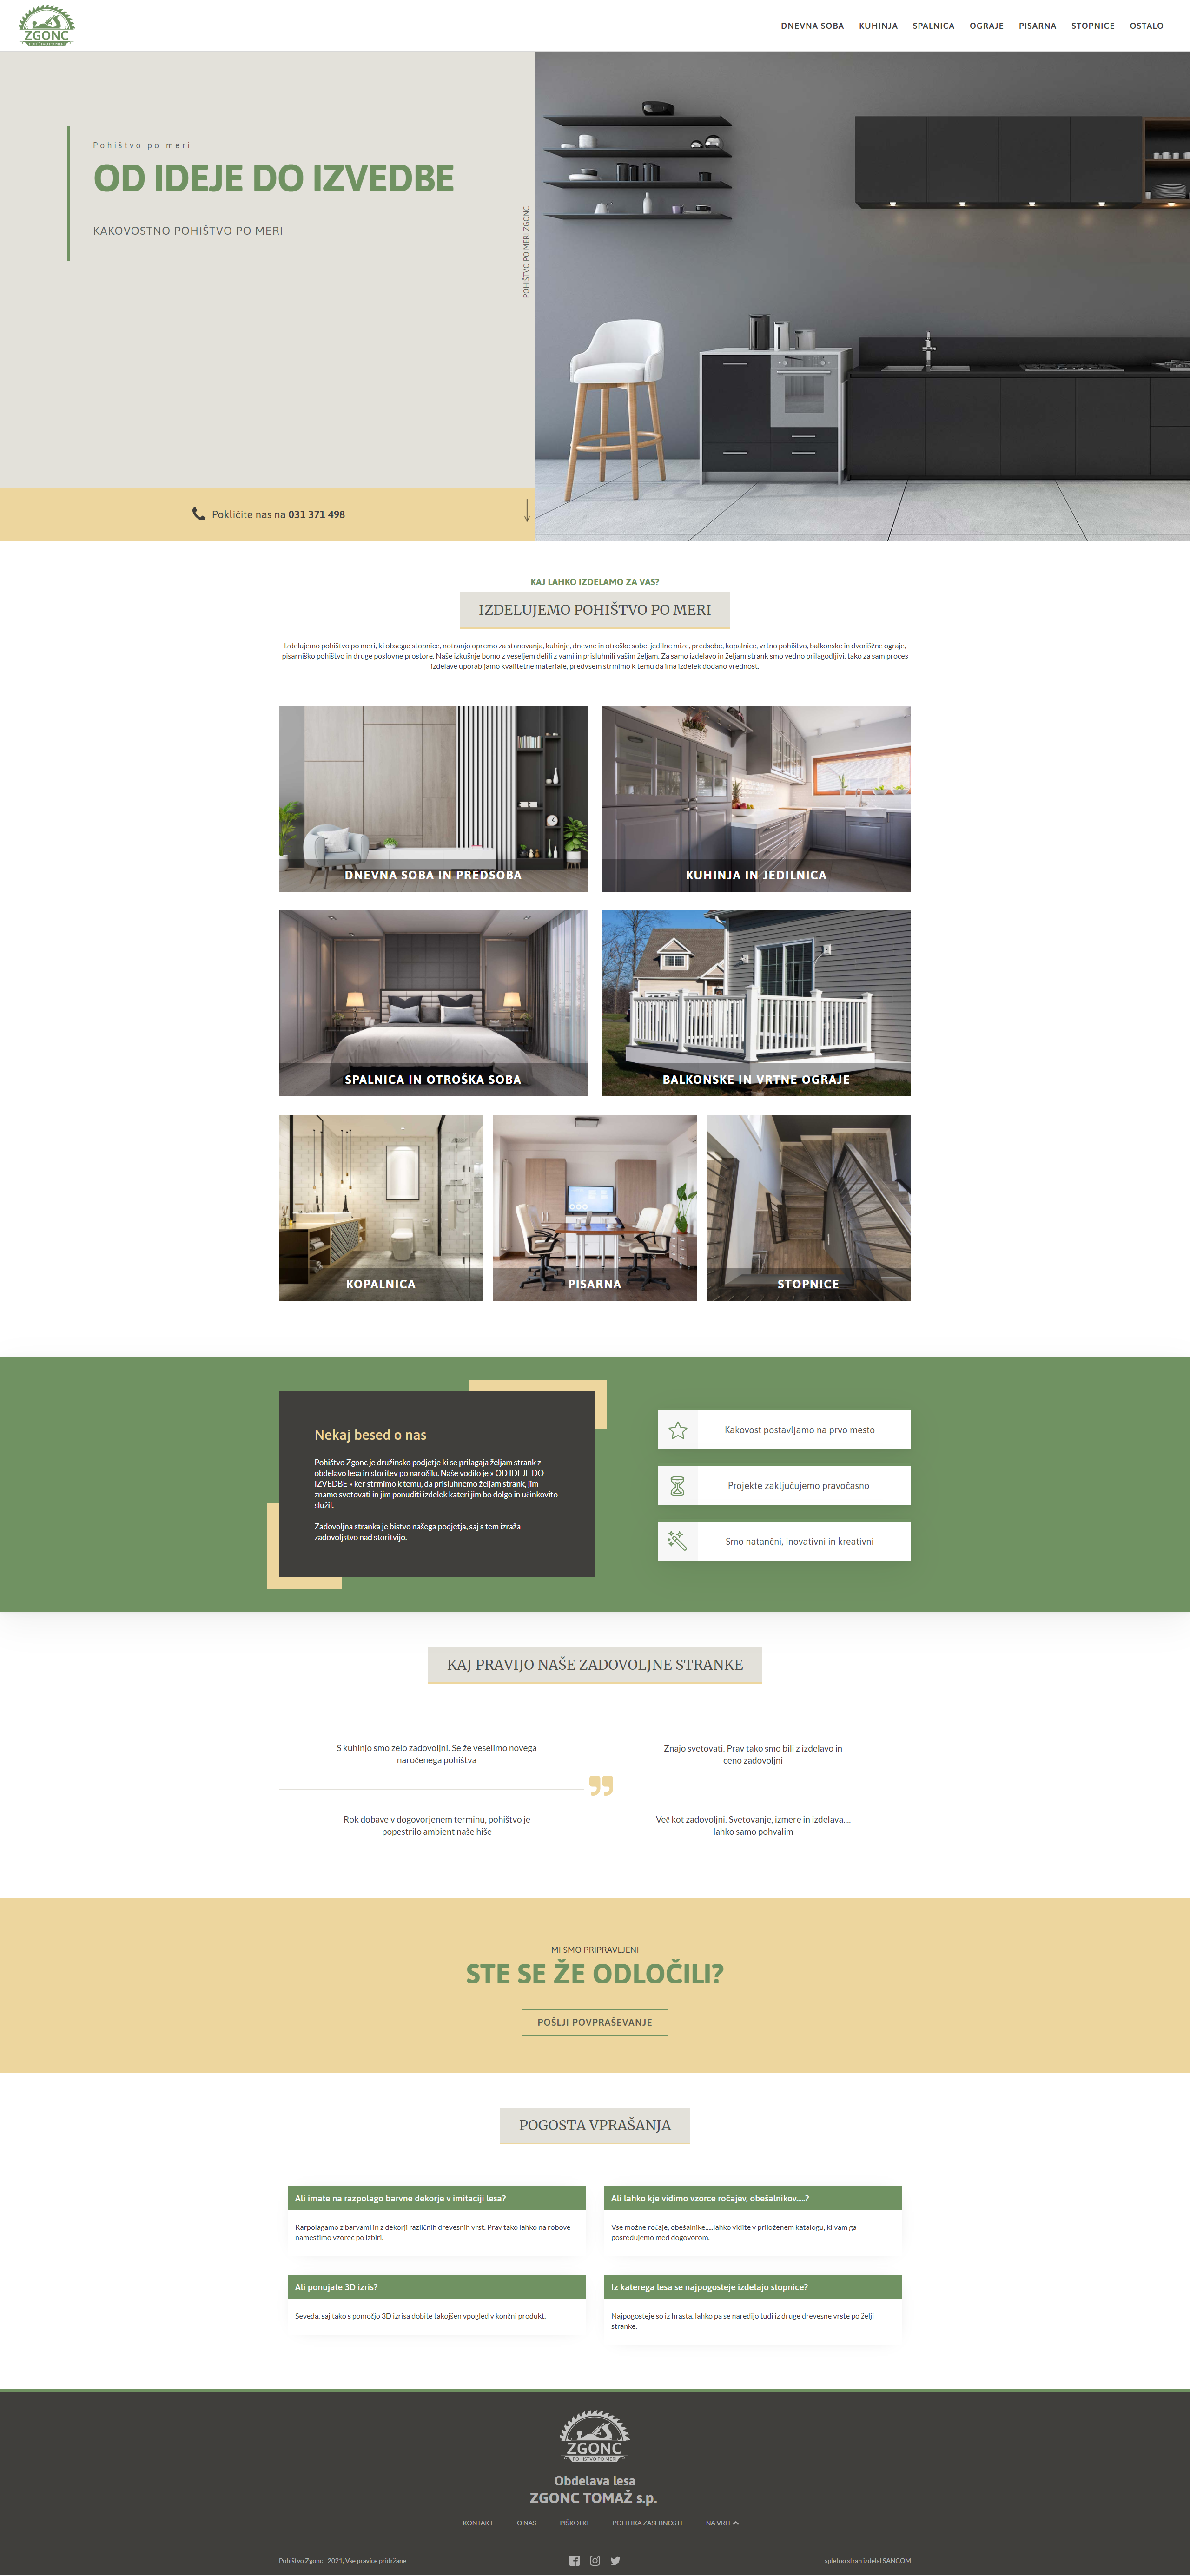 ZGONC
POHIŠTVO PO MERI
DNEVNA SOBA KUHINJA SPALNICA OGRAJE PISARNA STOPNICE OSTALO
Pohištvo po meri
OD IDEJE DO IZVEDBE
KAKOVOSTNO POHIŠTVO PO MERI
POHIŠTVO PO MERI ZGONC
Pokličite nas na 031 371 498
KAJ LAHKO IZDELAMO ZA VAS?
IZDELUJEMO POHIŠTVO PO MERI
Izdelujemo pohištvo po meri, ki obsega: stopnice, notranjo opremo za stanovanja, kuhinje, dnevne in otroške sobe, jedilne mize, predsobe, kopalnice, vrtno pohištvo, balkonske in dvoriščne ograje,
pisarniško pohištvo in druge poslovne prostore. Naše izkušnje bomo z veseljem delili z vami in prisluhnili vašim željam. Za samo izdelavo in željam strank smo vedno prilagodljivi, tako za sam proces
izdelave uporabljamo kvalitetne materiale, predvsem strmimo k temu da ima izdelek dodano vrednost.
DNEVNA SOBA IN PREDSOBA
KUHINJA IN JEDILNICA
SPALNICA IN OTROŠKA SOBA
BALKONSKE IN VRTNE OGRAJE
KOPALNICA
PISARNA
STOPNICE
Nekaj besed o nas
Pohištvo Zgonc je družinsko podjetje ki se prilagaja željam strank z
obdelavo lesa in storitev po naročilu. Naše vodilo je » OD IDEJE DO
IZVEDBE » ker strmimo k temu, da prisluhnemo željam strank, jim
znamo svetovati in jim ponuditi izdelek kateri jim bo dolgo in učinkovito
služil.
Zadovoljna stranka je bistvo našega podjetja, saj s tem izraža
zadovoljstvo nad storitvijo.
Kakovost postavljamo na prvo mesto
Projekte zaključujemo pravočasno
Smo natančni, inovativni in kreativni
KAJ PRAVIJO NAŠE ZADOVOLJNE STRANKE
S kuhinjo smo zelo zadovoljni. Se že veselimo novega
naročenega pohištva
Znajo svetovati. Prav tako smo bili z izdelavo in
ceno zadovoljni
Rok dobave v dogovorjenem terminu, pohištvo je
popestrilo ambient naše hiše
Več kot zadovoljni. Svetovanje, izmere in izdelava....
lahko samo pohvalim
MI SMO PRIPRAVLJENI
STE SE ŽE ODLOČILI?
POŠLJI POVPRAŠEVANJE
POGOSTA VPRAŠANJA
Ali imate na razpolago barvne dekorje v imitaciji lesa?
Rarpolagamo z barvami in z dekorji različnih drevesnih vrst. Prav tako lahko na robove
namestimo vzorec po izbiri.
Ali lahko kje vidimo vzorce ročajev, obešalnikov.....?
Vse možne ročaje, obešalnike......lahko vidite v priloženem katalogu, ki vam ga
posredujemo med dogovorom.
Ali ponujate 3D izris?
Seveda, saj tako s pomočjo 3D izrisa dobite takojšen vpogled v končni produkt.
Iz katerega lesa se najpogosteje izdelajo stopnice?
Najpogosteje so iz hrasta, lahko pa se naredijo tudi iz druge drevesne vrste po želji
stranke.
ZGONC
POHIŠTVO PO MERI
Obdelava lesa
ZGONC TOMAŽ s.p.
KONTAKT O NAS PIŠKOTKI POLITIKA ZASEBNOSTI NA VRH
Pohištvo Zgonc - 2021, Vse pravice pridržane
spletno stran izdelal SANCOM